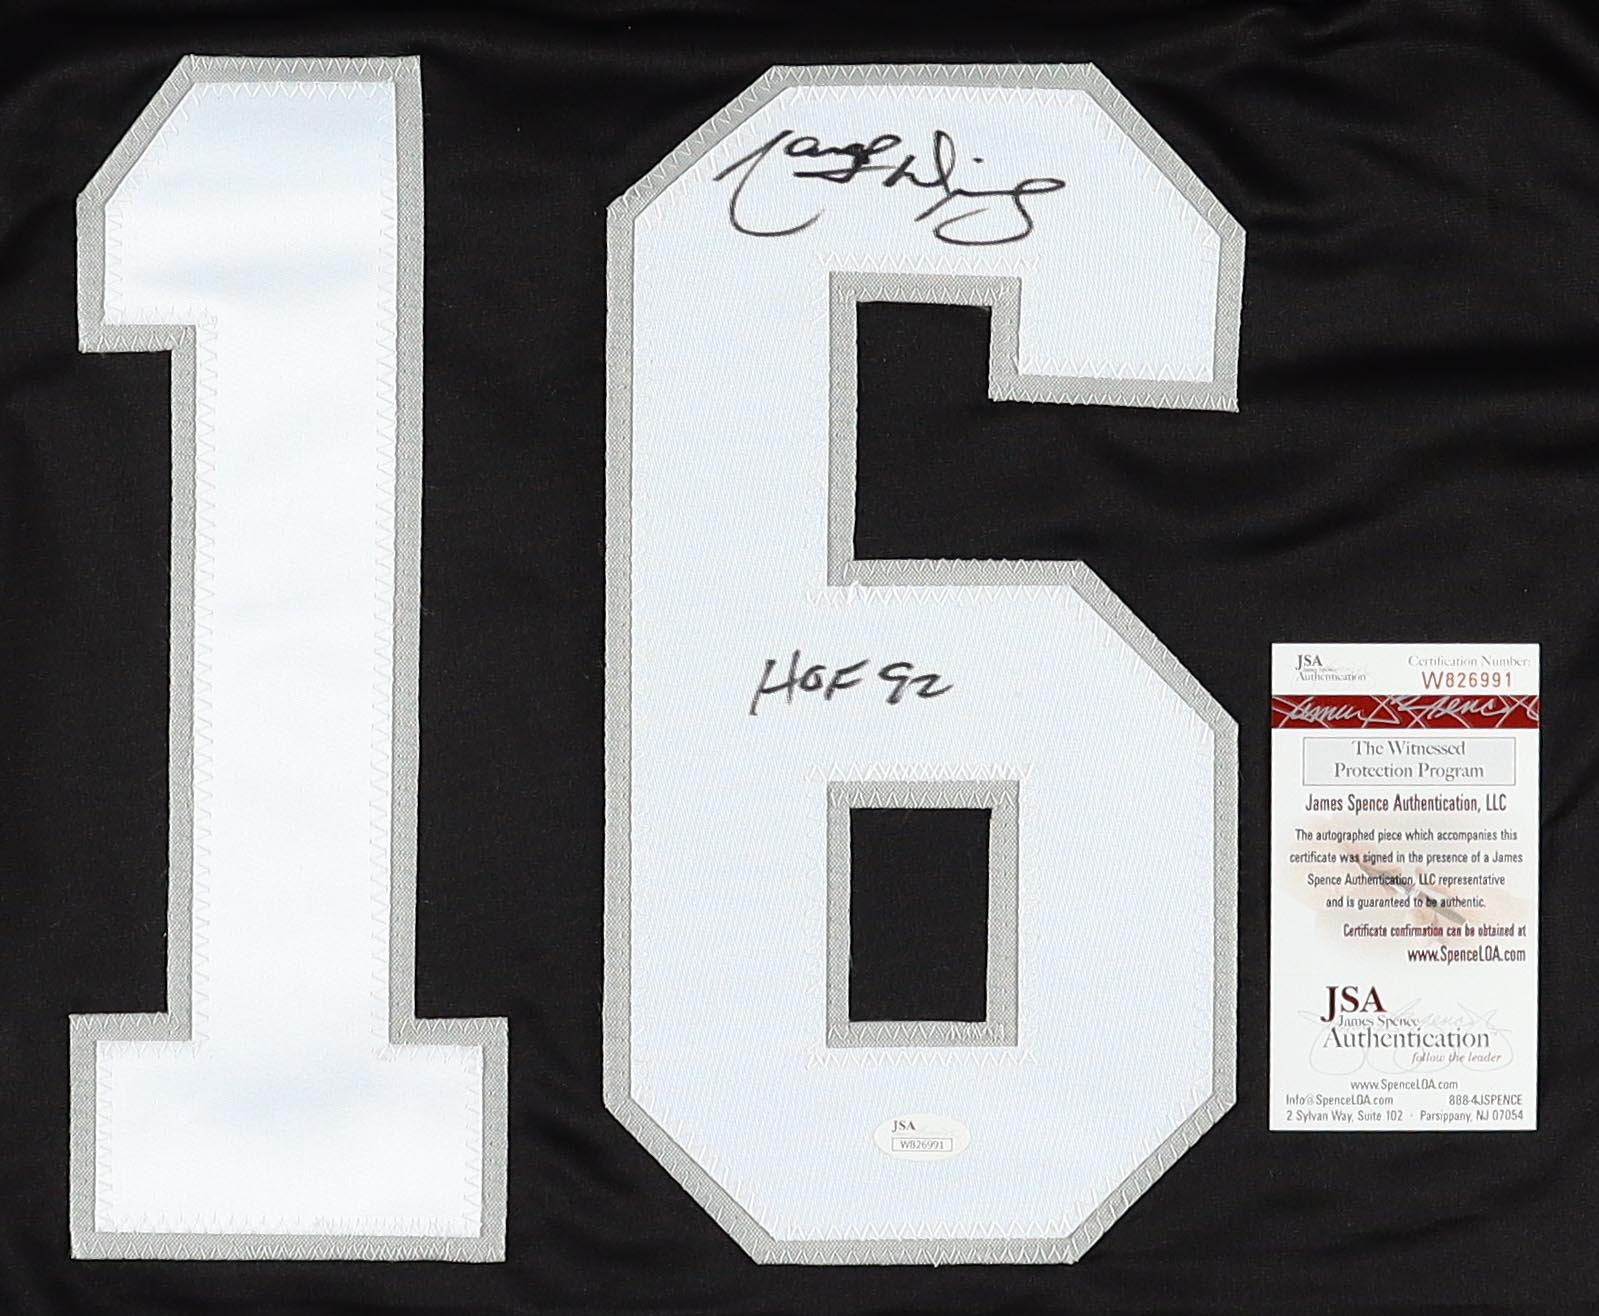 16
HOF 92
JSA
W826991
JSA
Authentication
Certification Number:
W826991
The Witnessed
Protection Program
James Spence Authentication, LLC
The autographed piece which accompanies this
certificate was signed in the presence of a James
Spence Authentication, LLC representative
and is guaranteed to be authentic.
Certificate confirmation can be obtained at
www.SpenceLOA.com
JSA
James Spence
Authentication
follow the leader
www.SpenceLOA.com
Info@SpenceLOA.com 888-4JSPENCE
2 Sylvan Way, Suite 102 · Parsippany, NJ 07054